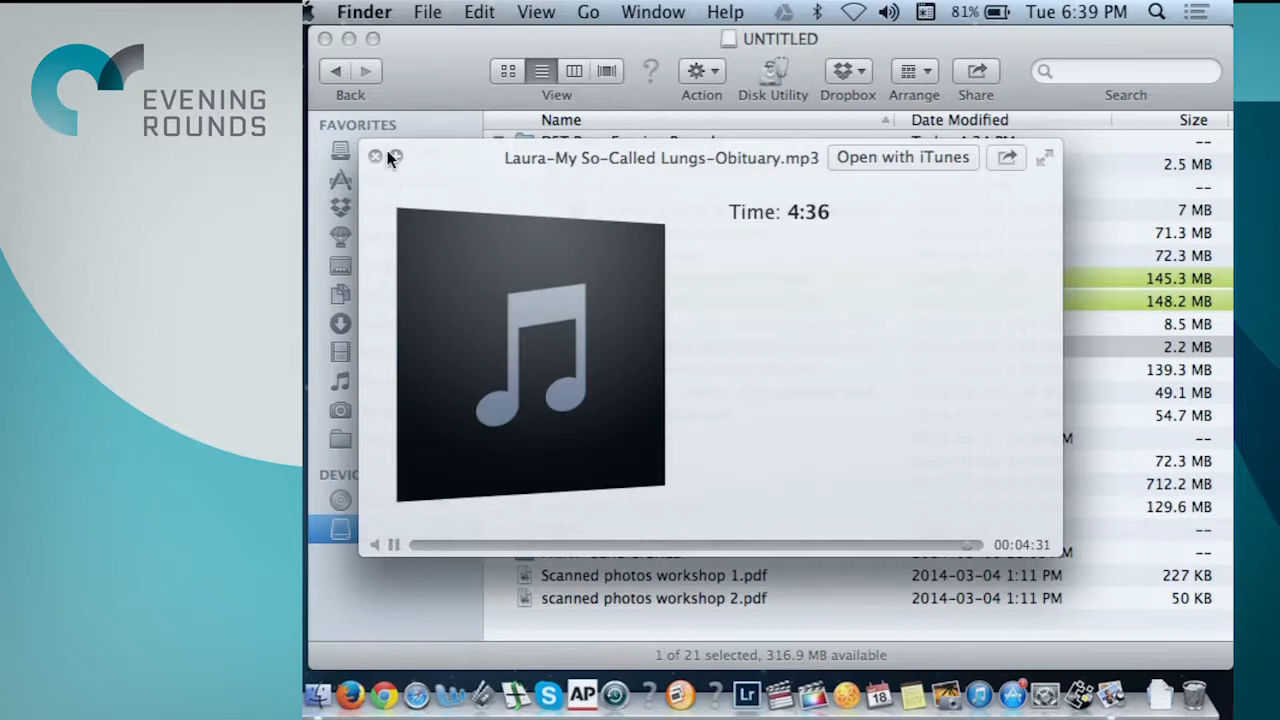 EVENING
ROUNDS
Finder File Edit View Go Window Help 81% Tue 6:39 PM
UNTITLED
Back View Action Disk Utility Dropbox Arrange Share Search
FAVORITES
Name Date Modified Size
--
2.5 MB
Laura-My So-Called Lungs-Obituary.mp3 Open with iTunes
--
Time: 4:36
7 MB
71.3 MB
72.3 MB
145.3 MB
148.2 MB
8.5 MB
2.2 MB
139.3 MB
49.1 MB
54.7 MB
M --
72.3 MB
DEVIC
712.2 MB
129.6 MB
--
00:04:31
M --
Scanned photos workshop 1.pdf 2014-03-04 1:11 PM 227 KB
scanned photos workshop 2.pdf 2014-03-04 1:11 PM 50 KB
1 of 21 selected, 316.9 MB available
AP Lr 18